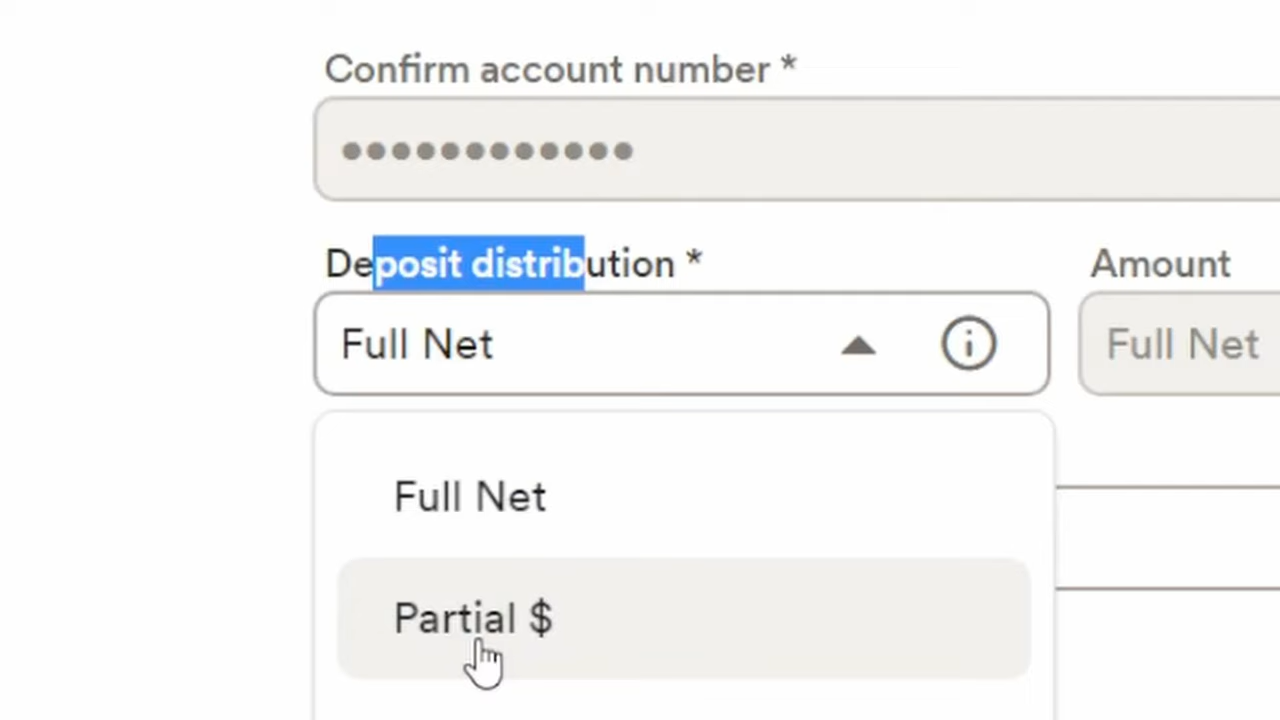 Confirm account number *
••••••••••••
Deposit distribution *
Amount
Full Net
Full Net
Full Net
Partial $